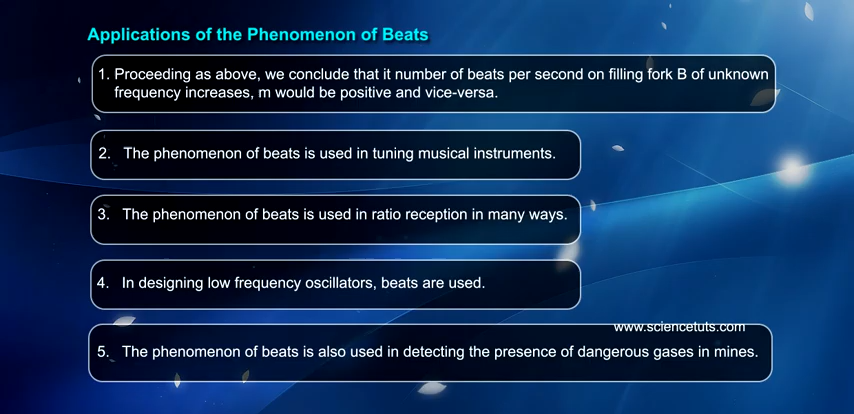 Applications of the Phenomenon of Beats
1. Proceeding as above, we conclude that it number of beats per second on filling fork B of unknown
frequency increases, m would be positive and vice-versa.
2. The phenomenon of beats is used in tuning musical instruments.
3. The phenomenon of beats is used in ratio reception in many ways.
4. In designing low frequency oscillators, beats are used.
www.sciencetuts.com
5. The phenomenon of beats is also used in detecting the presence of dangerous gases in mines.